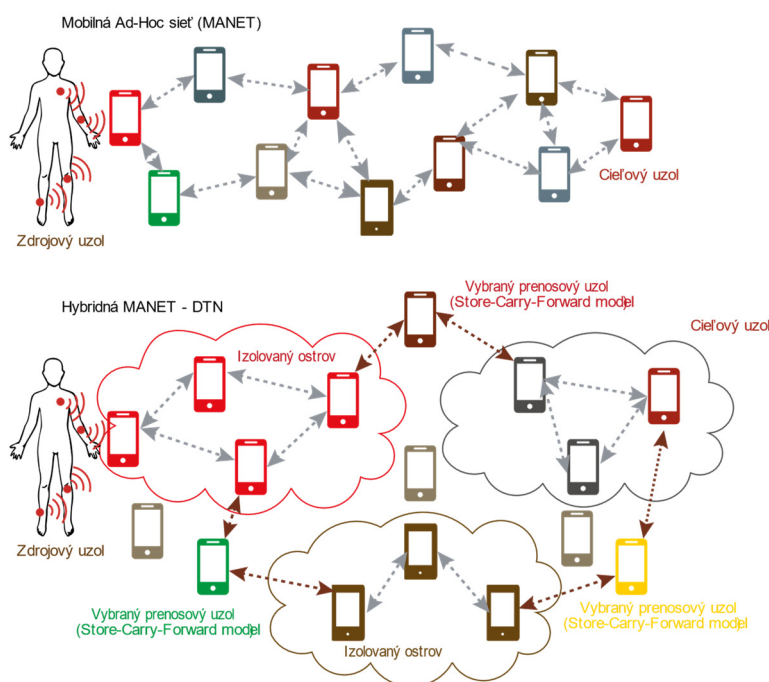 Mobilná Ad-Hoc sieť (MANET)
Cieľový uzol
Zdrojový uzol
Hybridná MANET - DTN
Vybraný prenosový uzol
(Store-Carry-Forward model)
Cieľový uzol
Izolovaný ostrov
Zdrojový uzol
Vybraný prenosový uzol
(Store-Carry-Forward model)
Vybraný prenosový uzol
(Store-Carry-Forward model)
Izolovaný ostrov